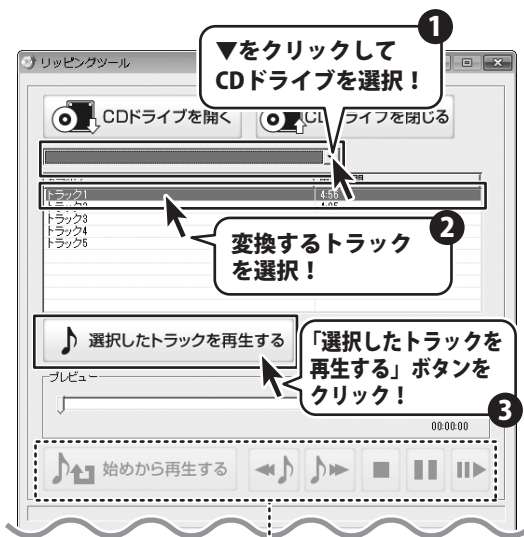 ❶
▼をクリックして
CDドライブを選択！
リッピングツール
CDドライブを開く
ライブを閉じる
トラック1 4:56
トラック3
トラック4
トラック5
❷
変換するトラック
を選択！
選択したトラックを再生する
「選択したトラックを
再生する」ボタンを
クリック！
❸
プレビュー
00:00:00
始めから再生する